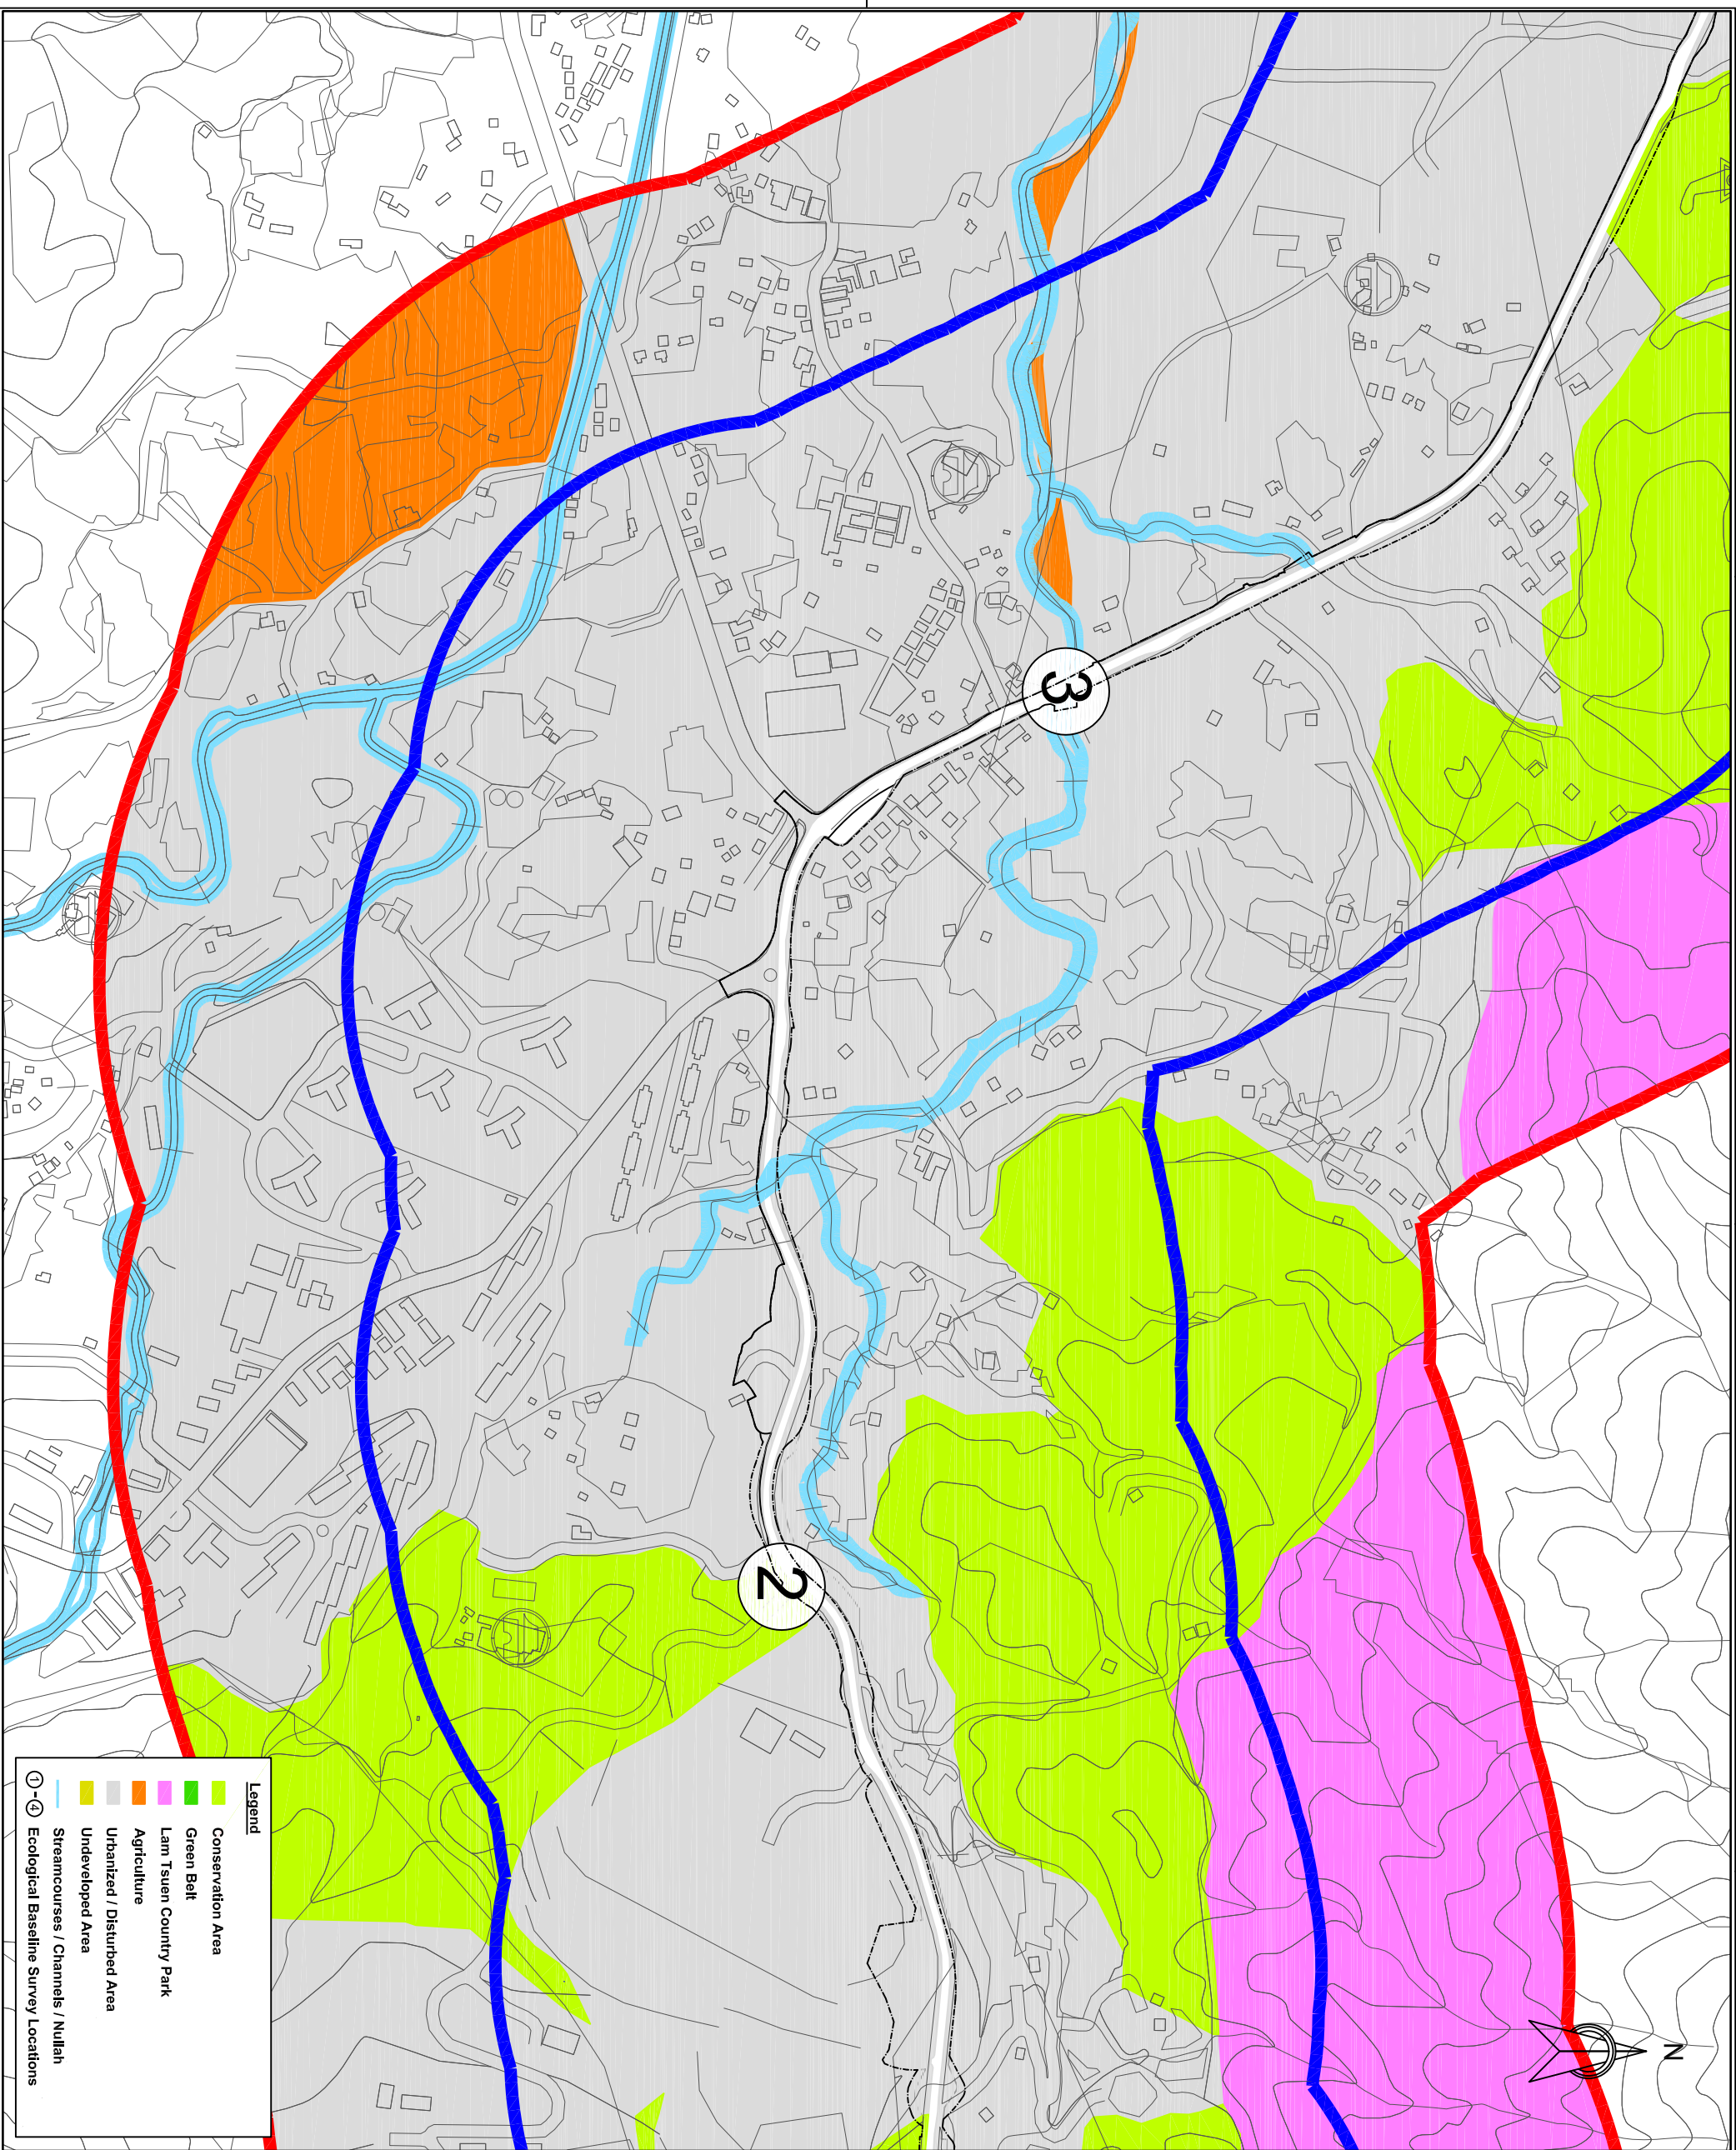 3
2
N
Legend
Conservation Area
Green Belt
Lam Tsuen Country Park
Agriculture
Urbanized / Disturbed Area
Undeveloped Area
Streamcourses / Channels / Nullah
①-④ Ecological Baseline Survey Locations